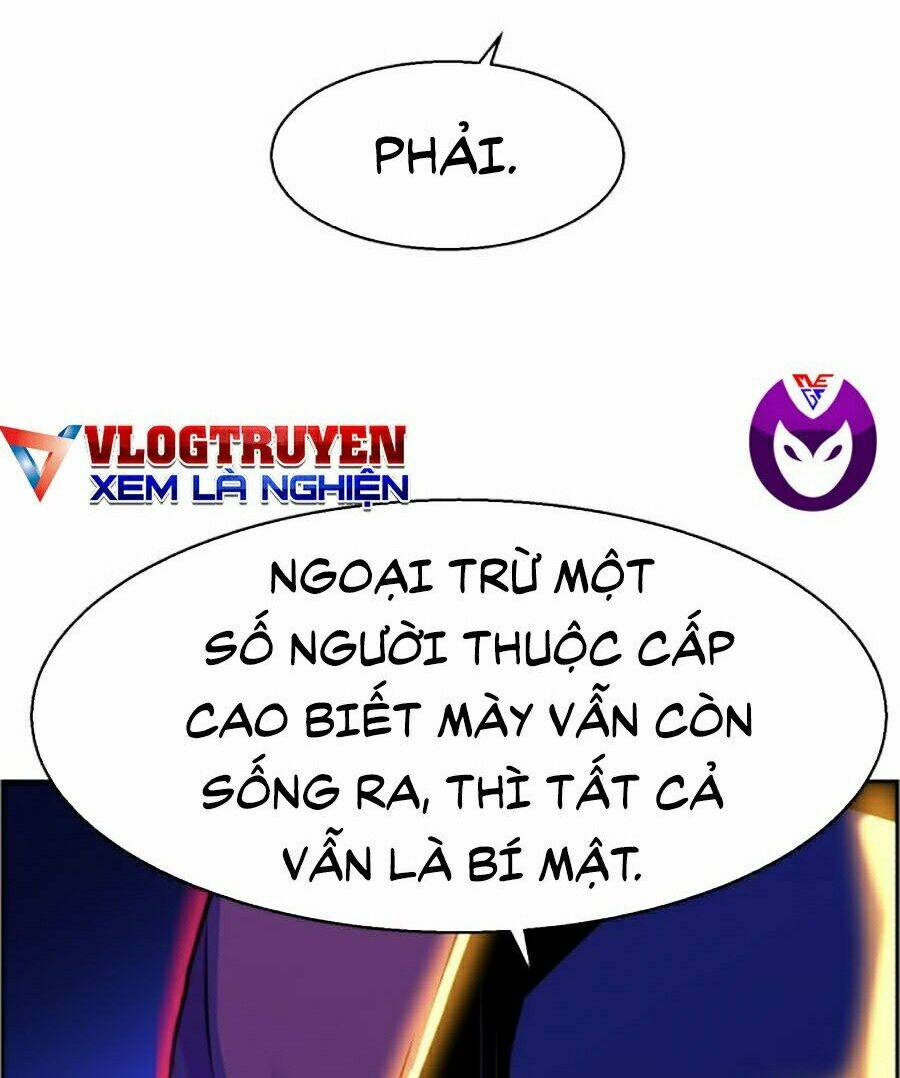 PHẢI.
VLOGTRUYEN
XEM LÀ NGHIỆN
NGOẠI TRỪ MỘT
SỐ NGƯỜI THUỘC CẤP
CAO BIẾT MÀY VẪN CÒN
SỐNG RA, THÌ TẤT CẢ
VẪN LÀ BÍ MẬT.